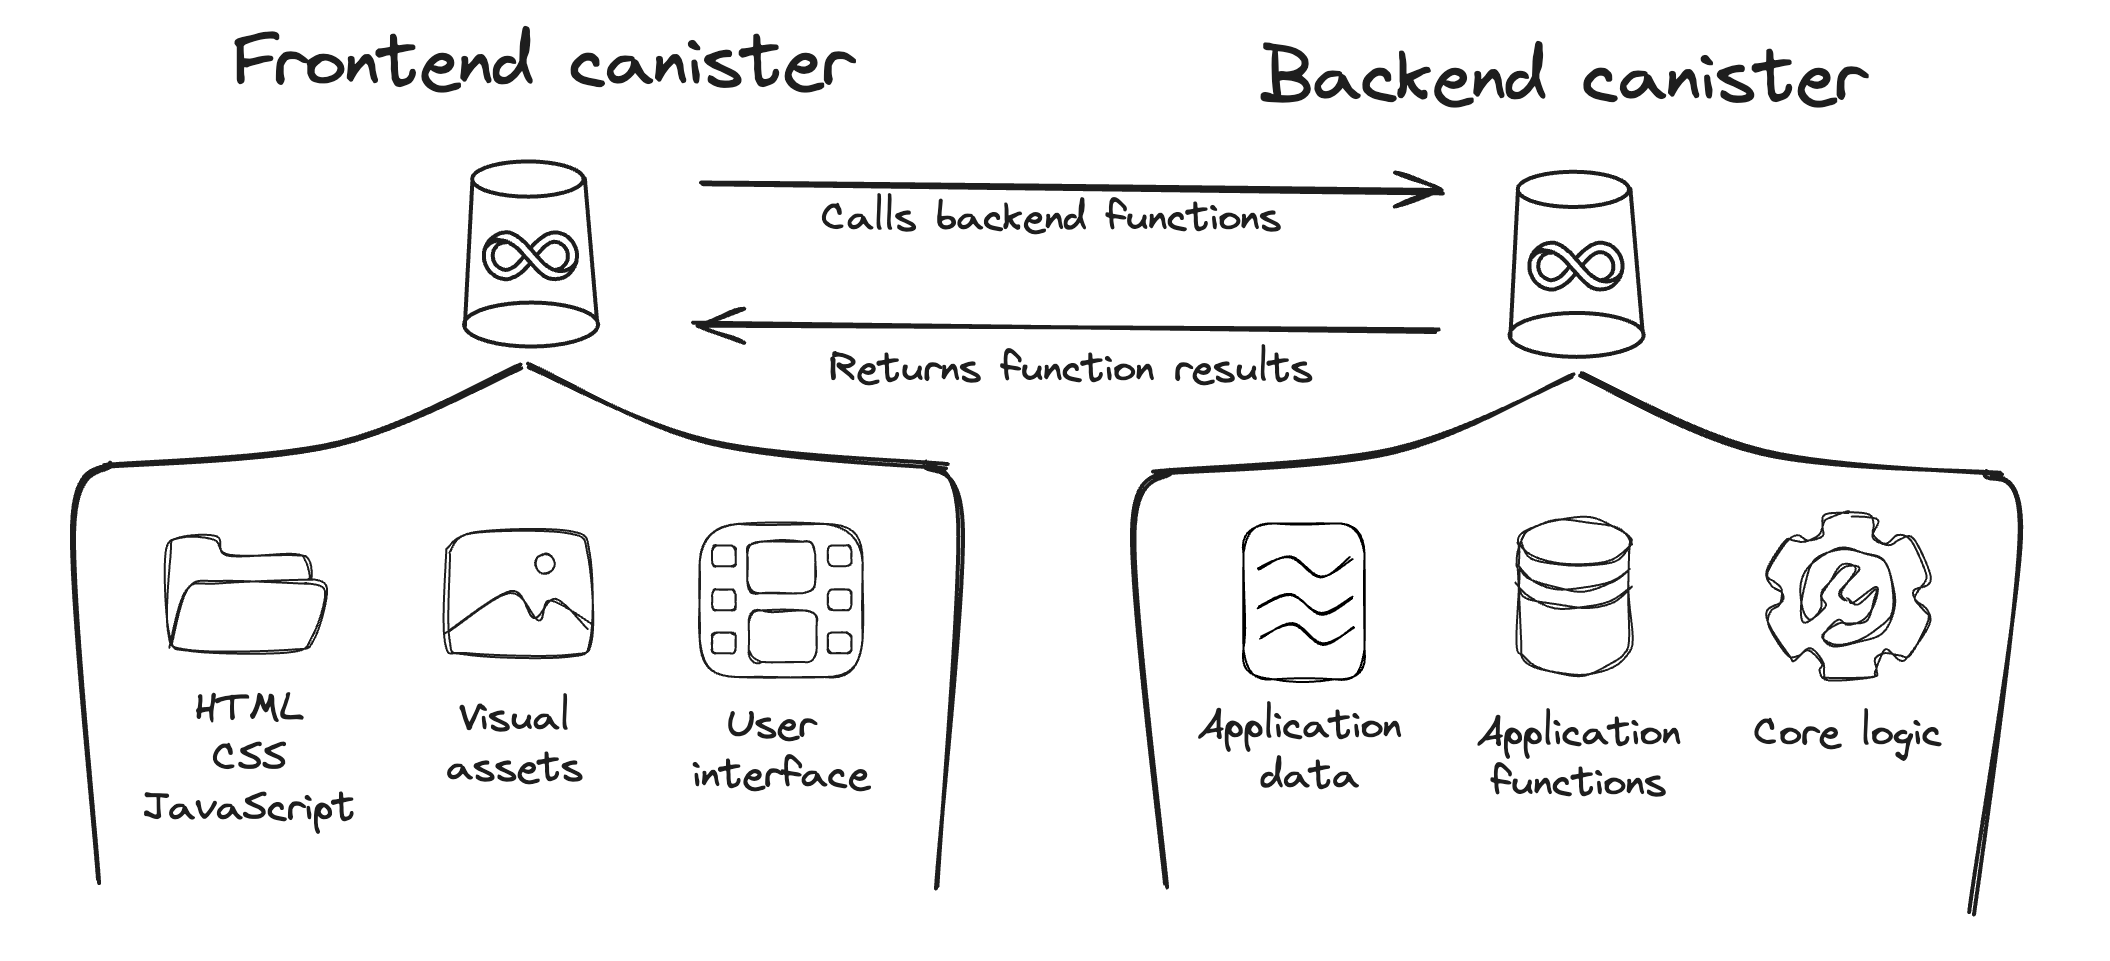 Frontend canister
Backend canister
Calls backend functions
Returns function results
HTML
CSS
JavaScript
Visual
assets
User
interface
Application
data
Application
functions
Core logic